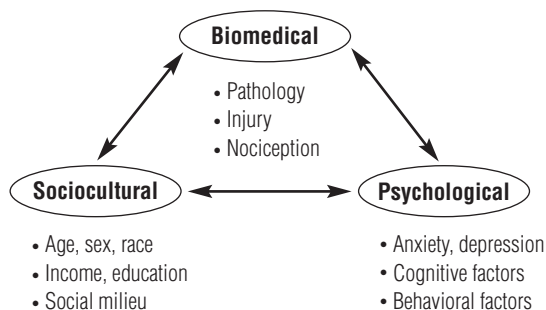 Biomedical
• Pathology
• Injury
• Nociception
Sociocultural
• Age, sex, race
• Income, education
• Social milieu
Psychological
• Anxiety, depression
• Cognitive factors
• Behavioral factors